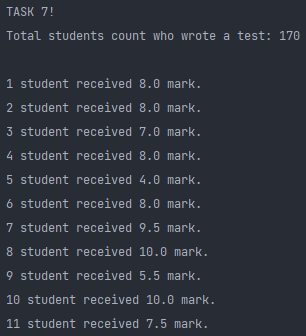 TASK 7!
Total students count who wrote a test: 170
1 student received 8.0 mark.
2 student received 8.0 mark.
3 student received 7.0 mark.
4 student received 8.0 mark.
5 student received 4.0 mark.
6 student received 8.0 mark.
7 student received 9.5 mark.
8 student received 10.0 mark.
9 student received 5.5 mark.
10 student received 10.0 mark.
11 student received 7.5 mark.